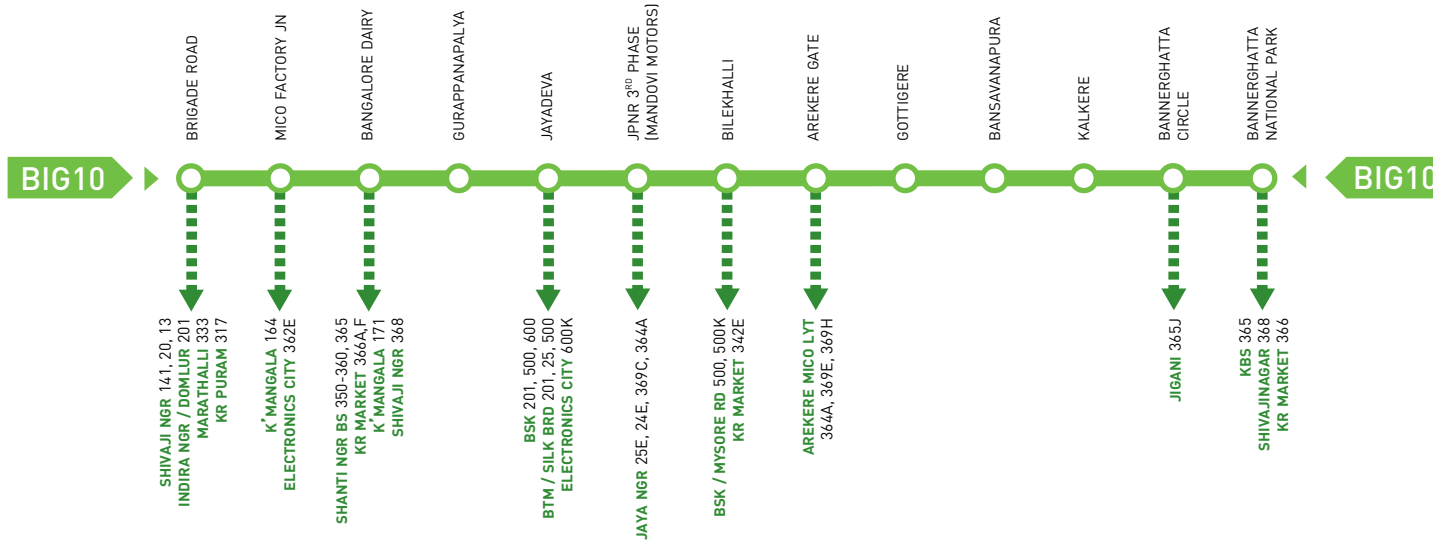 BIG10
BRIGADE ROAD
MICO FACTORY JN
BANGALORE DAIRY
GURAPPANAPALYA
JAYADEVA
JPNR 3RD PHASE
(MANDOVI MOTORS)
BILEKHALLI
AREKERE GATE
GOTTIGERE
BANSAVANAPURA
KALKERE
BANNERGHATTA
CIRCLE
BANNERGHATTA
NATIONAL PARK
BIG10
SHIVAJI NGR 141, 20, 13
INDIRA NGR / DOMLUR 201
MARATHALLI 333
KR PURAM 317
K'MANGALA 164
ELECTRONICS CITY 362E
SHANTI NGR BS 350-360, 365
KR MARKET 366A,F
K'MANGALA 171
SHIVAJI NGR 368
BSK 201, 500, 600
BTM / SILK BRD 201, 25, 500
ELECTRONICS CITY 600K
JAYA NGR 25E, 24E, 369C, 364A
BSK / MYSORE RD 500, 500K
KR MARKET 342E
AREKERE MICO LYT
364A, 369E, 369H
JIGANI 365J
KBS 365
SHIVAJINAGAR 368
KR MARKET 366